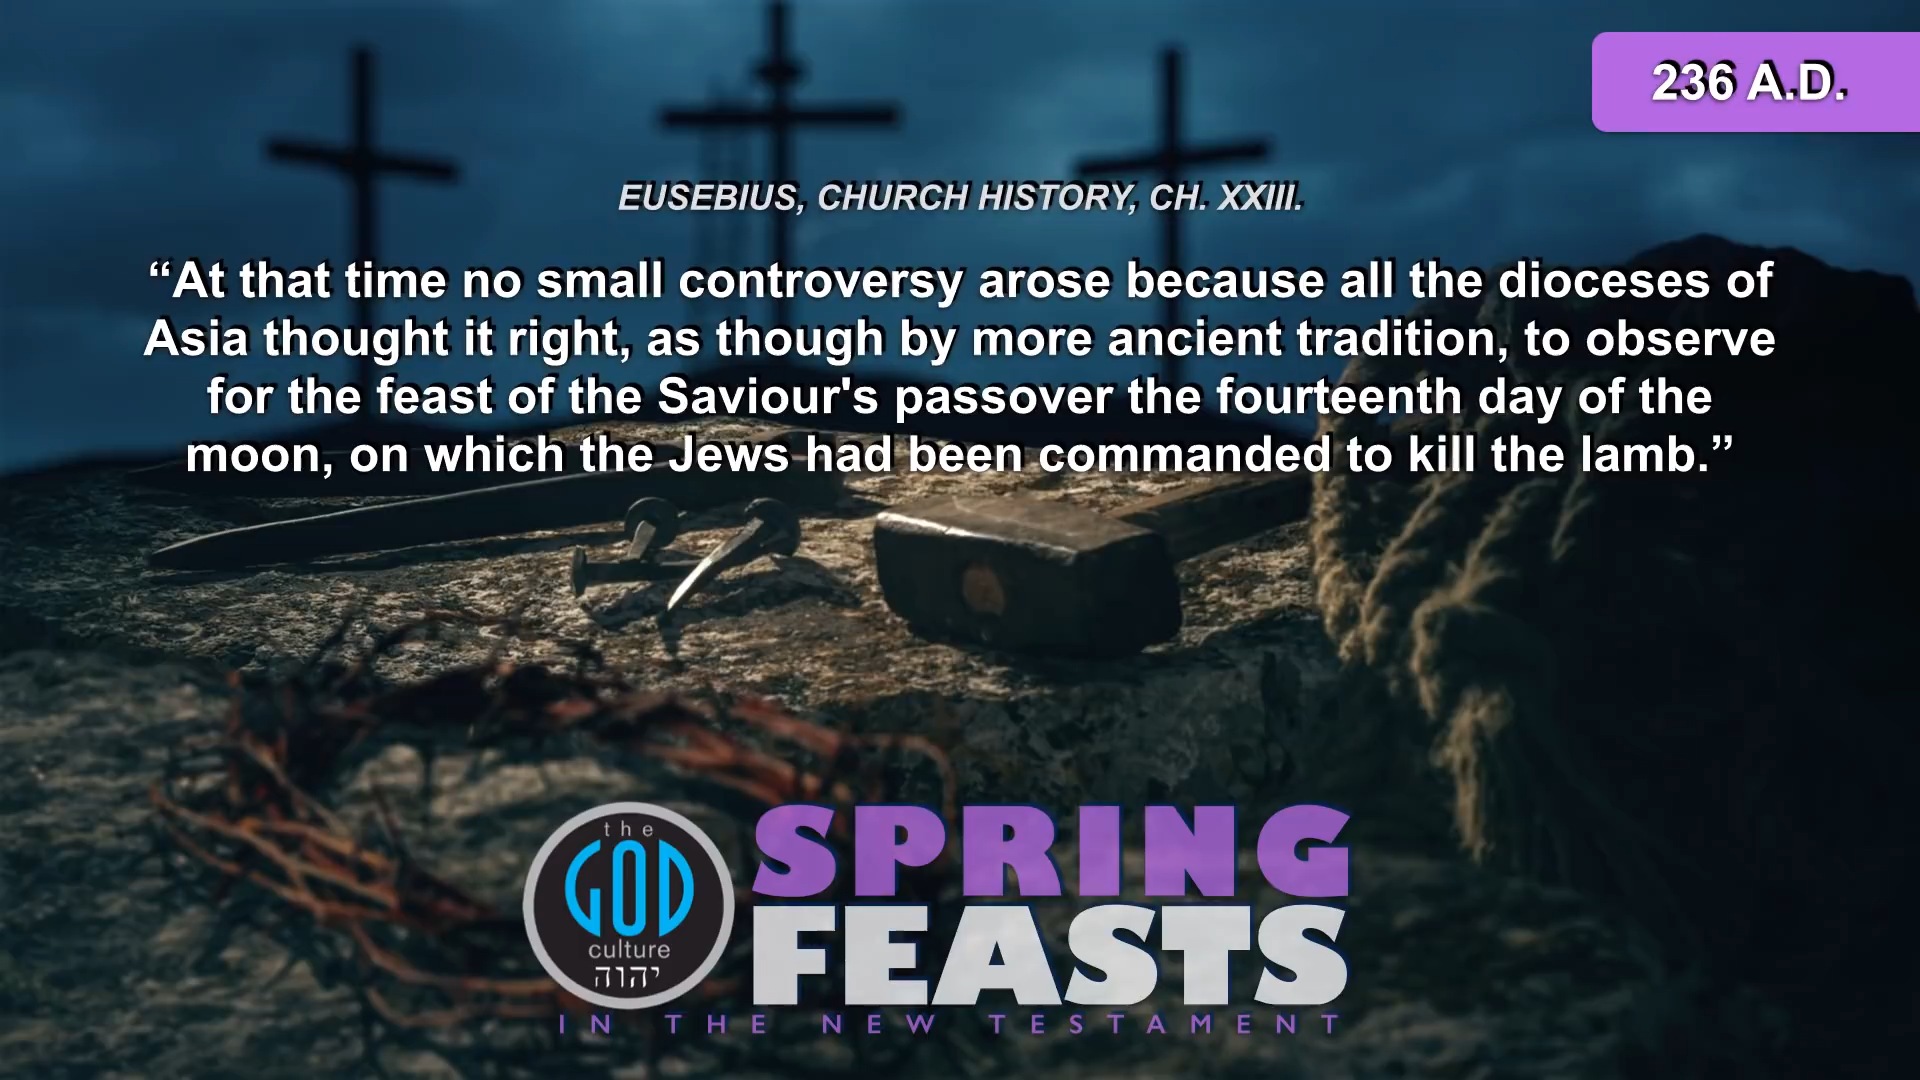 236 A.D.
EUSEBIUS, CHURCH HISTORY, CH. XXIII.
“At that time no small controversy arose because all the dioceses of
Asia thought it right, as though by more ancient tradition, to observe
for the feast of the Saviour's passover the fourteenth day of the
moon, on which the Jews had been commanded to kill the lamb.”
the
GOD
culture
יהוה
SPRING
FEASTS
IN THE NEW TESTAMENT